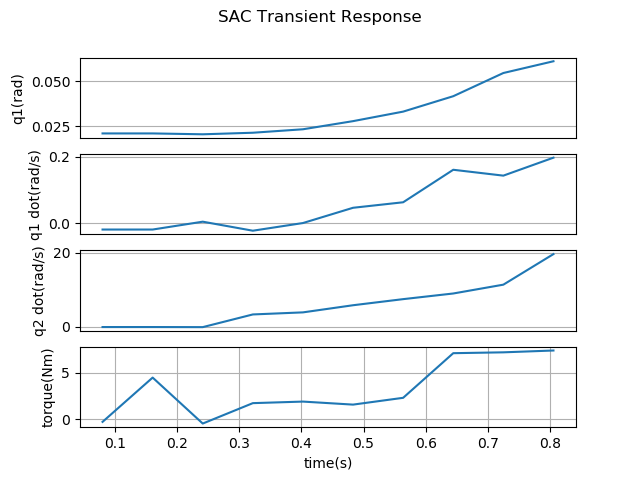 SAC Transient Response
q1(rad)
0.050
0.025
q1 dot(rad/s)
0.2
0.0
q2 dot(rad/s)
20
0
torque(Nm)
5
0
0.1 0.2 0.3 0.4 0.5 0.6 0.7 0.8
time(s)